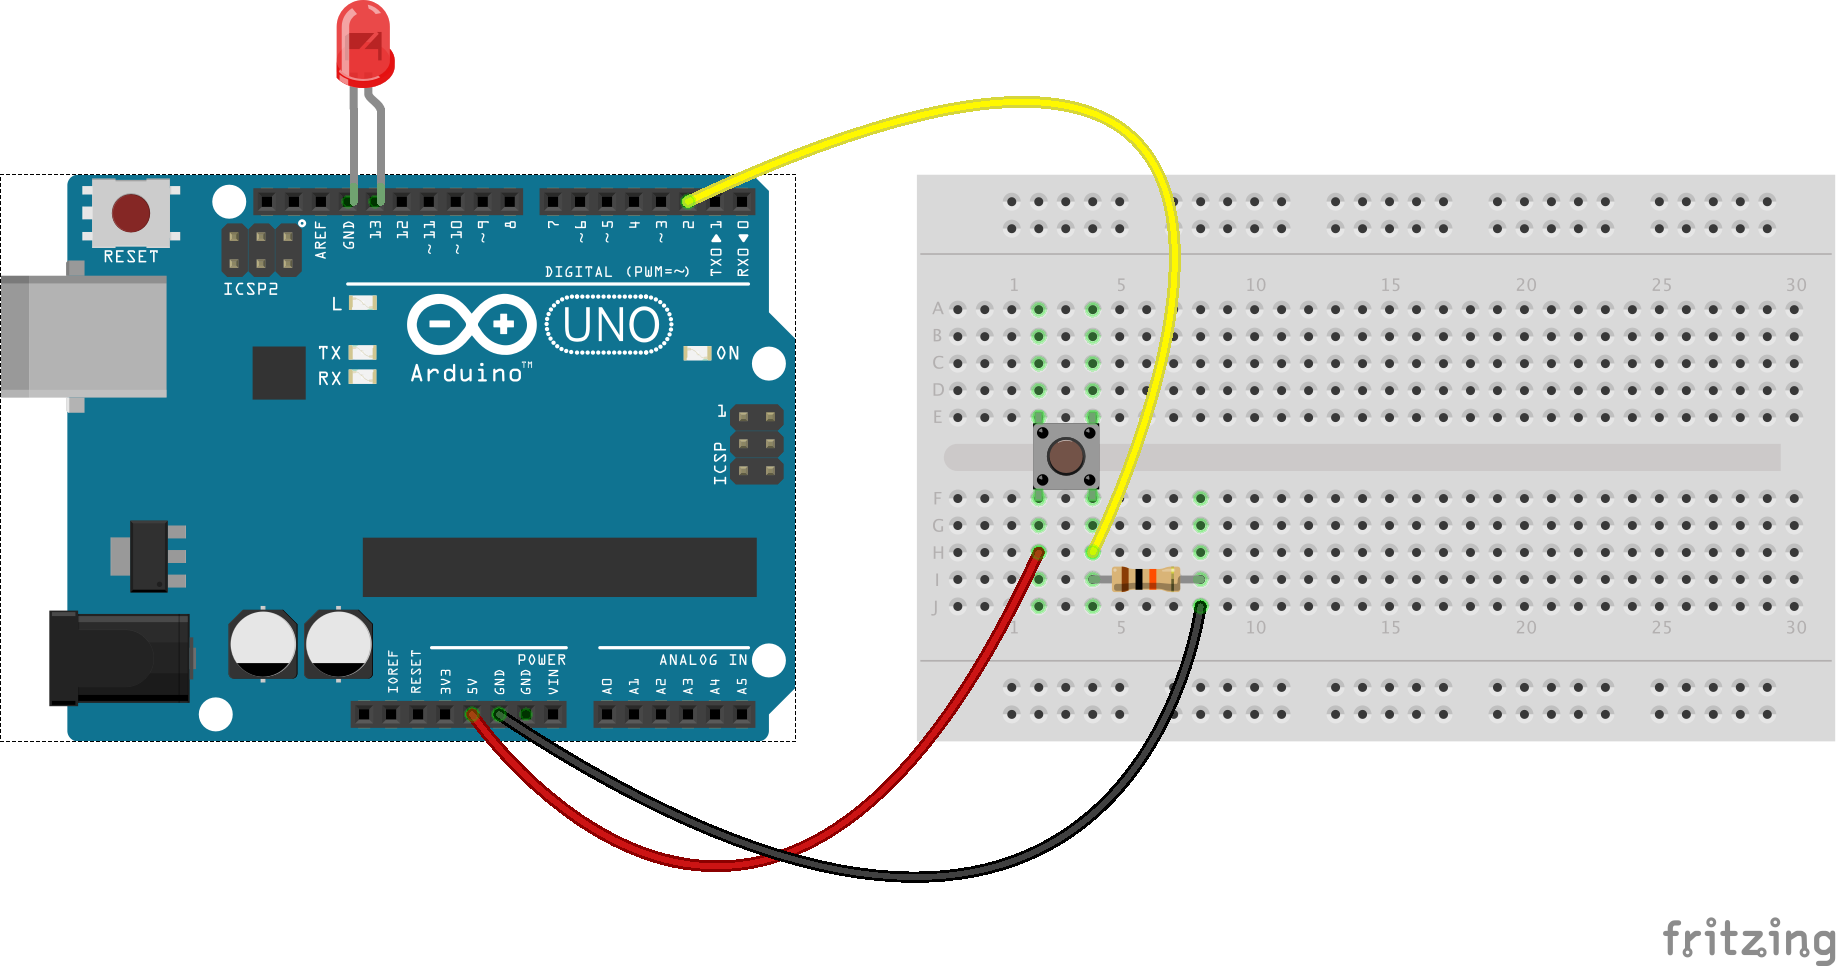 RESET
ICSP2
AREF
GND
13
12
~11
~10
~9
8
7
~6
~5
4
~3
2
TX0▶1
RX0◀0
DIGITAL (PWM=~)
L
TX
RX
UNO
Arduino™
ON
1
ICSP
IOREF
RESET
3V3
5V
GND
GND
VIN
POWER
ANALOG IN
A0
A1
A2
A3
A4
A5
1 5 10 15 20 25 30
A
B
C
D
E
F
G
H
I
J
1 5 10 15 20 25 30
fritzing